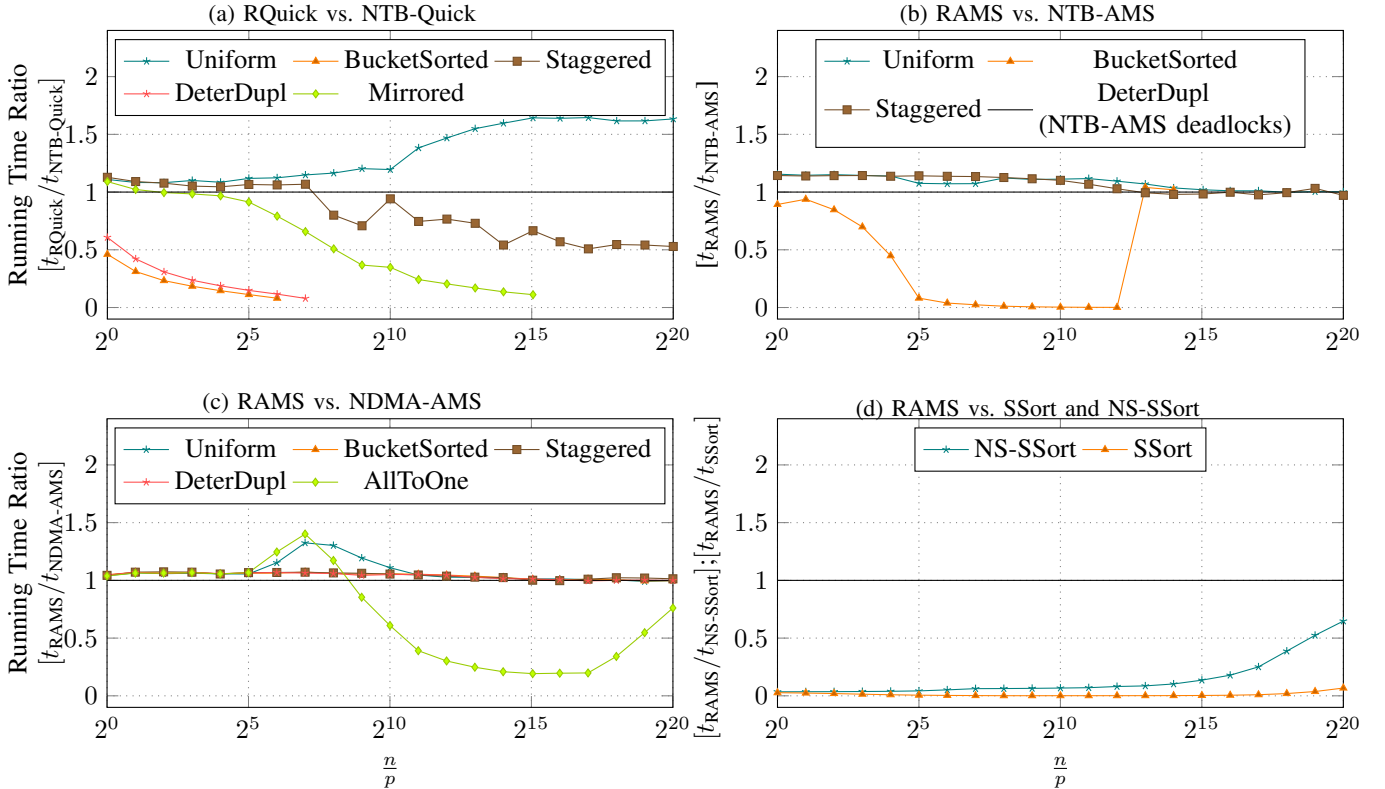 (a) RQuick vs. NTB-Quick
Running Time Ratio
[t_RQuick/t_NTB-Quick]
Uniform BucketSorted Staggered
DeterDupl Mirrored
2
1.5
1
0.5
0
2^0 2^5 2^10 2^15 2^20
(b) RAMS vs. NTB-AMS
[t_RAMS/t_NTB-AMS]
Uniform BucketSorted
Staggered DeterDupl
(NTB-AMS deadlocks)
2
1.5
1
0.5
0
2^0 2^5 2^10 2^15 2^20
(c) RAMS vs. NDMA-AMS
Running Time Ratio
[t_RAMS/t_NDMA-AMS]
Uniform BucketSorted Staggered
DeterDupl AllToOne
2
1.5
1
0.5
0
2^0 2^5 2^10 2^15 2^20
n/p
(d) RAMS vs. SSort and NS-SSort
[t_RAMS/t_NS-SSort];[t_RAMS/t_SSort]
NS-SSort SSort
2
1.5
1
0.5
0
2^0 2^5 2^10 2^15 2^20
n/p